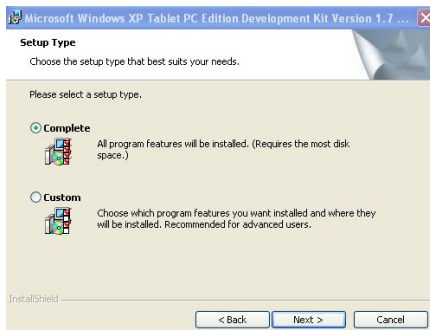 Microsoft Windows XP Tablet PC Edition Development Kit Version 1.7 ...
Setup Type
Choose the setup type that best suits your needs.
Please select a setup type.
Complete
All program features will be installed. (Requires the most disk
space.)
Custom
Choose which program features you want installed and where they
will be installed. Recommended for advanced users.
InstallShield
< Back Next > Cancel